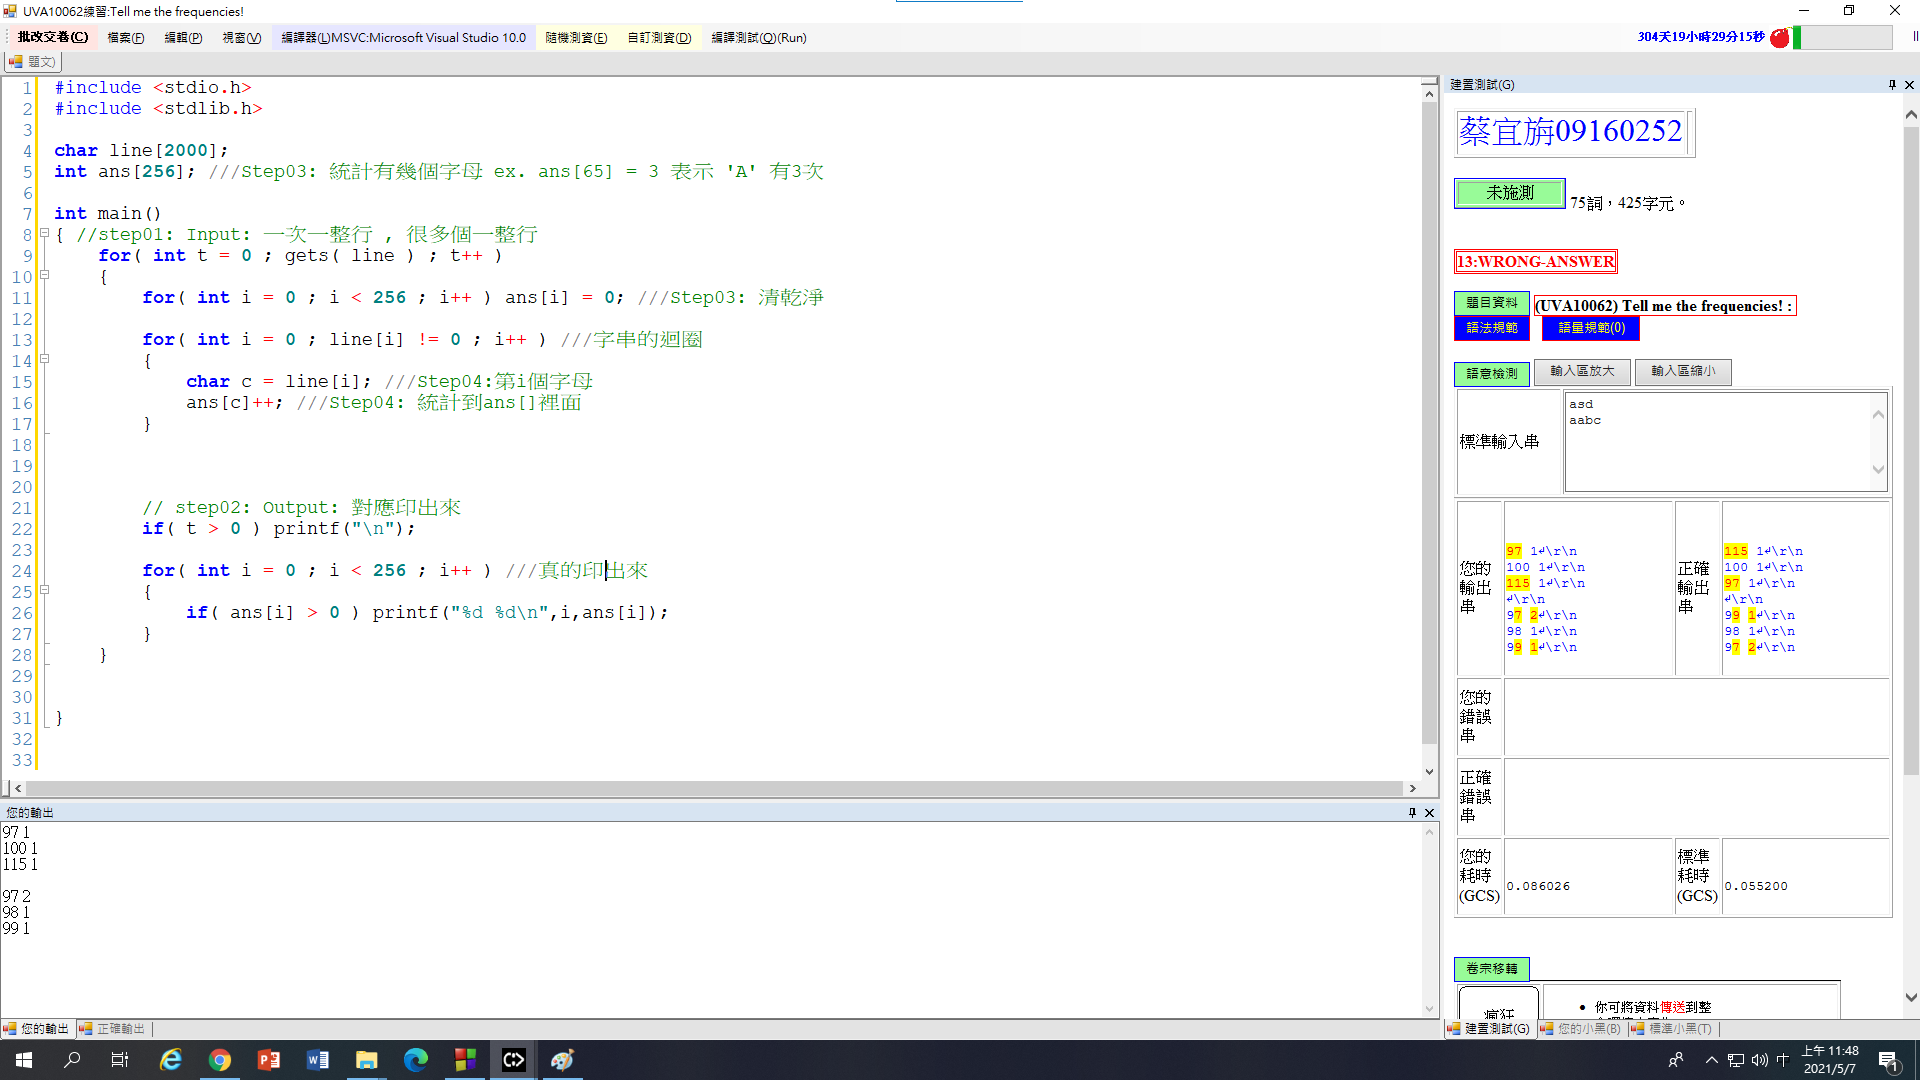 UVA10062練習:Tell me the frequencies!
批改交卷(C) 檔案(F) 編輯(P) 視窗(V) 編譯器(L)MSVC:Microsoft Visual Studio 10.0 隨機測資(E) 自訂測資(D) 編譯測試(Q)(Run) 304天19小時29分15秒
題文)
1 #include <stdio.h>
2 #include <stdlib.h>
3
4 char line[2000];
5 int ans[256]; ///Step03: 統計有幾個字母 ex. ans[65] = 3 表示 'A' 有3次
6
7 int main()
8 { //step01: Input: 一次一整行 , 很多個一整行
9 for( int t = 0 ; gets( line ) ; t++ )
10 {
11 for( int i = 0 ; i < 256 ; i++ ) ans[i] = 0; ///Step03: 清乾淨
12
13 for( int i = 0 ; line[i] != 0 ; i++ ) ///字串的迴圈
14 {
15 char c = line[i]; ///Step04:第i個字母
16 ans[c]++; ///Step04: 統計到ans[]裡面
17 }
18
19
20
21 // step02: Output: 對應印出來
22 if( t > 0 ) printf("\n");
23
24 for( int i = 0 ; i < 256 ; i++ ) ///真的印出來
25 {
26 if( ans[i] > 0 ) printf("%d %d\n",i,ans[i]);
27 }
28 }
29
30
31 }
32
33
您的輸出
97 1
100 1
115 1
97 2
98 1
99 1
您的輸出 正確輸出
建置測試(G)
蔡宜旃09160252
未施測 75詞，425字元。
13:WRONG-ANSWER
題目資料 (UVA10062) Tell me the frequencies! :
語法規範 語量規範(0)
語意檢測 輸入區放大 輸入區縮小
標準輸入串
asd
aabc
您的輸出串
97 1↲\r\n
100 1↲\r\n
115 1↲\r\n
↲\r\n
97 2↲\r\n
98 1↲\r\n
99 1↲\r\n
正確輸出串
115 1↲\r\n
100 1↲\r\n
97 1↲\r\n
↲\r\n
99 1↲\r\n
98 1↲\r\n
97 2↲\r\n
您的錯誤串
正確錯誤串
您的耗時(GCS) 0.086026 標準耗時(GCS) 0.055200
卷宗移轉
瘋狂
• 你可將資料傳送到整
建置測試(G) 您的小黑(B) 標準小黑(T)
中
上午 11:48
2021/5/7
1